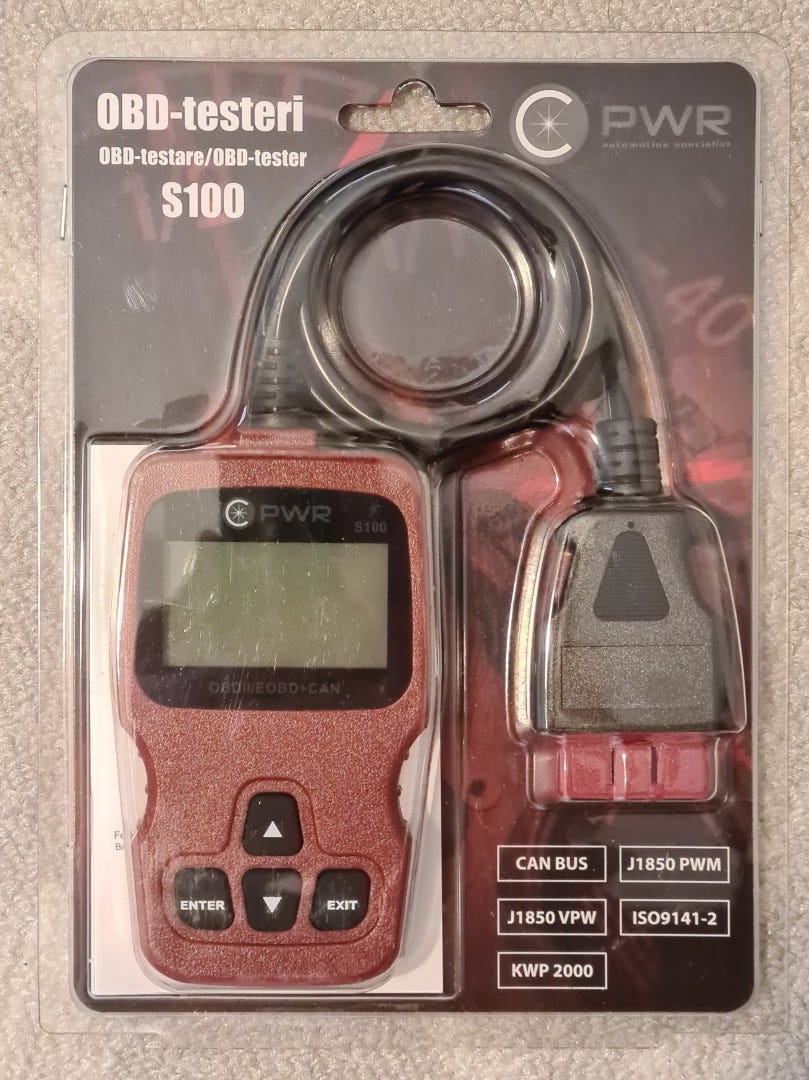 OBD-testeri
OBD-testare/OBD-tester
S100
PWR
automotive specialist
40
PWR
S100
OBDII/EOBD+CAN
ENTER
EXIT
CAN BUS
J1850 PWM
J1850 VPW
ISO9141-2
KWP 2000